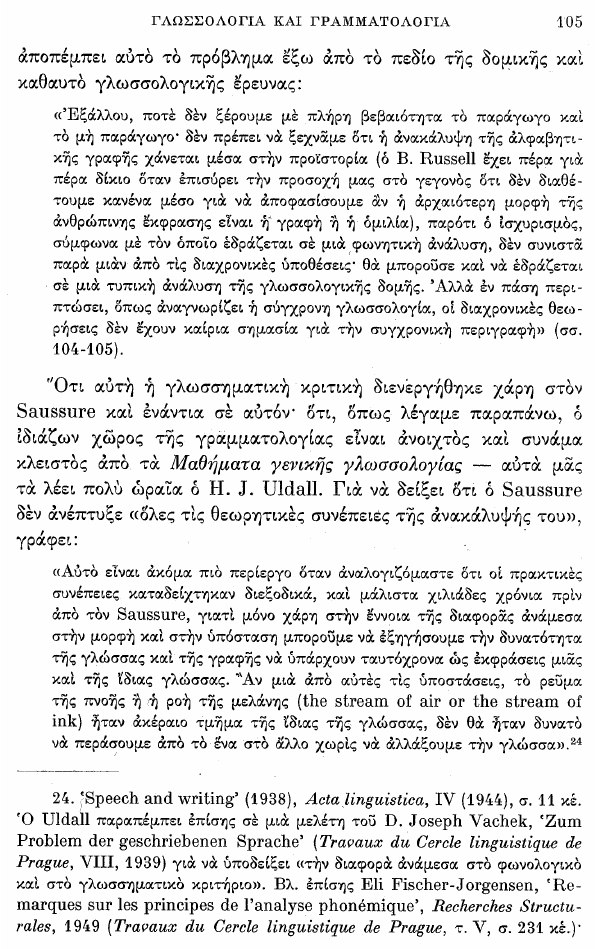 ΓΛΩΣΣΟΛΟΓΙΑ ΚΑΙ ΓΡΑΜΜΑΤΟΛΟΓΙΑ 105
ἀποπέμπει αὐτὸ τὸ πρόβλημα ἔξω ἀπὸ τὸ πεδίο τῆς δομικῆς καὶ
καθαυτὸ γλωσσολογικῆς ἔρευνας:
«Ἐξάλλου, ποτὲ δὲν ξέρουμε μὲ πλήρη βεβαιότητα τὸ παράγωγο καὶ
τὸ μὴ παράγωγο· δὲν πρέπει νὰ ξεχνᾶμε ὅτι ἡ ἀνακάλυψη τῆς ἀλφαβητι-
κῆς γραφῆς χάνεται μέσα στὴν προϊστορία (ὁ B. Russell ἔχει πέρα γιὰ
πέρα δίκιο ὅταν ἐπισύρει τὴν προσοχή μας στὸ γεγονὸς ὅτι δὲν διαθέ-
τουμε κανένα μέσο γιὰ νὰ ἀποφασίσουμε ἂν ἡ ἀρχαιότερη μορφὴ τῆς
ἀνθρώπινης ἔκφρασης εἶναι ἡ γραφὴ ἢ ἡ ὁμιλία), παρότι ὁ ἰσχυρισμὸς,
σύμφωνα μὲ τὸν ὁποῖο ἑδράζεται σὲ μιὰ φωνητικὴ ἀνάλυση, δὲν συνιστᾶ
παρὰ μιὰν ἀπὸ τὶς διαχρονικὲς ὑποθέσεις· θὰ μποροῦσε καὶ νὰ ἑδράζεται
σὲ μιὰ τυπικὴ ἀνάλυση τῆς γλωσσολογικῆς δομῆς. Ἀλλὰ ἐν πάση περι-
πτώσει, ὅπως ἀναγνωρίζει ἡ σύγχρονη γλωσσολογία, οἱ διαχρονικὲς θεω-
ρήσεις δὲν ἔχουν καίρια σημασία γιὰ τὴν συγχρονικὴ περιγραφὴ» (σσ.
104-105).
Ὅτι αὐτὴ ἡ γλωσσηματικὴ κριτικὴ διενεργήθηκε χάρη στὸν
Saussure καὶ ἐνάντια σὲ αὐτόν· ὅτι, ὅπως λέγαμε παραπάνω, ὁ
ἰδιάζων χῶρος τῆς γραμματολογίας εἶναι ἀνοιχτὸς καὶ συνάμα
κλειστὸς ἀπὸ τὰ Μαθήματα γενικῆς γλωσσολογίας — αὐτὰ μᾶς
τὰ λέει πολὺ ὡραῖα ὁ H. J. Uldall. Γιὰ νὰ δείξει ὅτι ὁ Saussure
δὲν ἀνέπτυξε «ὅλες τὶς θεωρητικὲς συνέπειες τῆς ἀνακάλυψής του»,
γράφει:
«Αὐτὸ εἶναι ἀκόμα πιὸ περίεργο ὅταν ἀναλογιζόμαστε ὅτι οἱ πρακτικὲς
συνέπειες καταδείχτηκαν διεξοδικά, καὶ μάλιστα χιλιάδες χρόνια πρὶν
ἀπὸ τὸν Saussure, γιατὶ μόνο χάρη στὴν ἔννοια τῆς διαφορᾶς ἀνάμεσα
στὴν μορφὴ καὶ στὴν ὑπόσταση μποροῦμε νὰ ἐξηγήσουμε τὴν δυνατότητα
τῆς γλώσσας καὶ τῆς γραφῆς νὰ ὑπάρχουν ταυτόχρονα ὡς ἐκφράσεις μιᾶς
καὶ τῆς ἴδιας γλώσσας. Ἂν μιὰ ἀπὸ αὐτὲς τὶς ὑποστάσεις, τὸ ρεῦμα
τῆς πνοῆς ἢ ἡ ροὴ τῆς μελάνης (the stream of air or the stream of
ink) ἦταν ἀκέραιο τμῆμα τῆς ἴδιας τῆς γλώσσας, δὲν θὰ ἦταν δυνατὸ
νὰ περάσουμε ἀπὸ τὸ ἕνα στὸ ἄλλο χωρὶς νὰ ἀλλάξουμε τὴν γλώσσα».²⁴
24. ‘Speech and writing’ (1938), Acta linguistica, IV (1944), σ. 11 κἑ.
Ὁ Uldall παραπέμπει ἐπίσης σὲ μιὰ μελέτη τοῦ D. Joseph Vachek, ‘Zum
Problem der geschriebenen Sprache’ (Travaux du Cercle linguistique de
Prague, VIII, 1939) γιὰ νὰ ὑποδείξει «τὴν διαφορὰ ἀνάμεσα στὸ φωνολογικὸ
καὶ στὸ γλωσσηματικὸ κριτήριο». Βλ. ἐπίσης Eli Fischer-Jorgensen, ‘Re-
marques sur les principes de l'analyse phonémique’, Recherches Structu-
rales, 1949 (Travaux du Cercle linguistique de Prague, τ. V, σ. 231 κἑ.)·